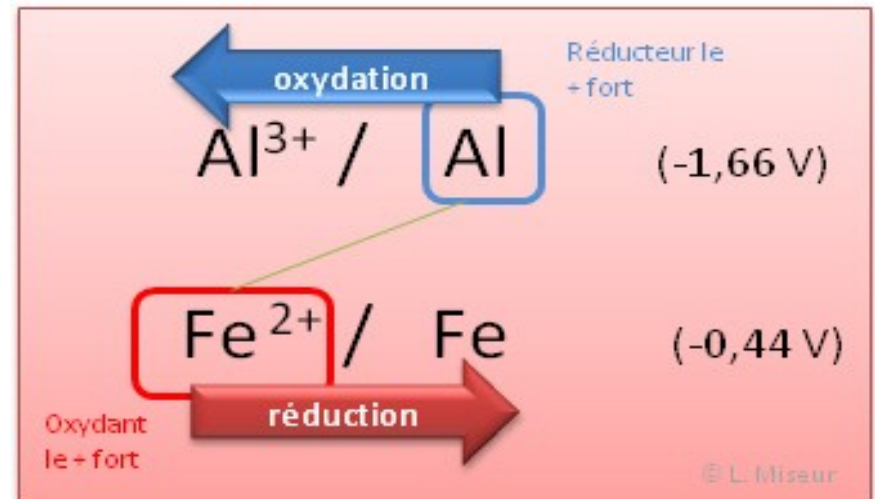 oxydation
Réducteur le
+ fort
Al³⁺ / Al (-1,66 V)
Fe²⁺ / Fe (-0,44 V)
réduction
Oxydant
le + fort
© L. Miseur